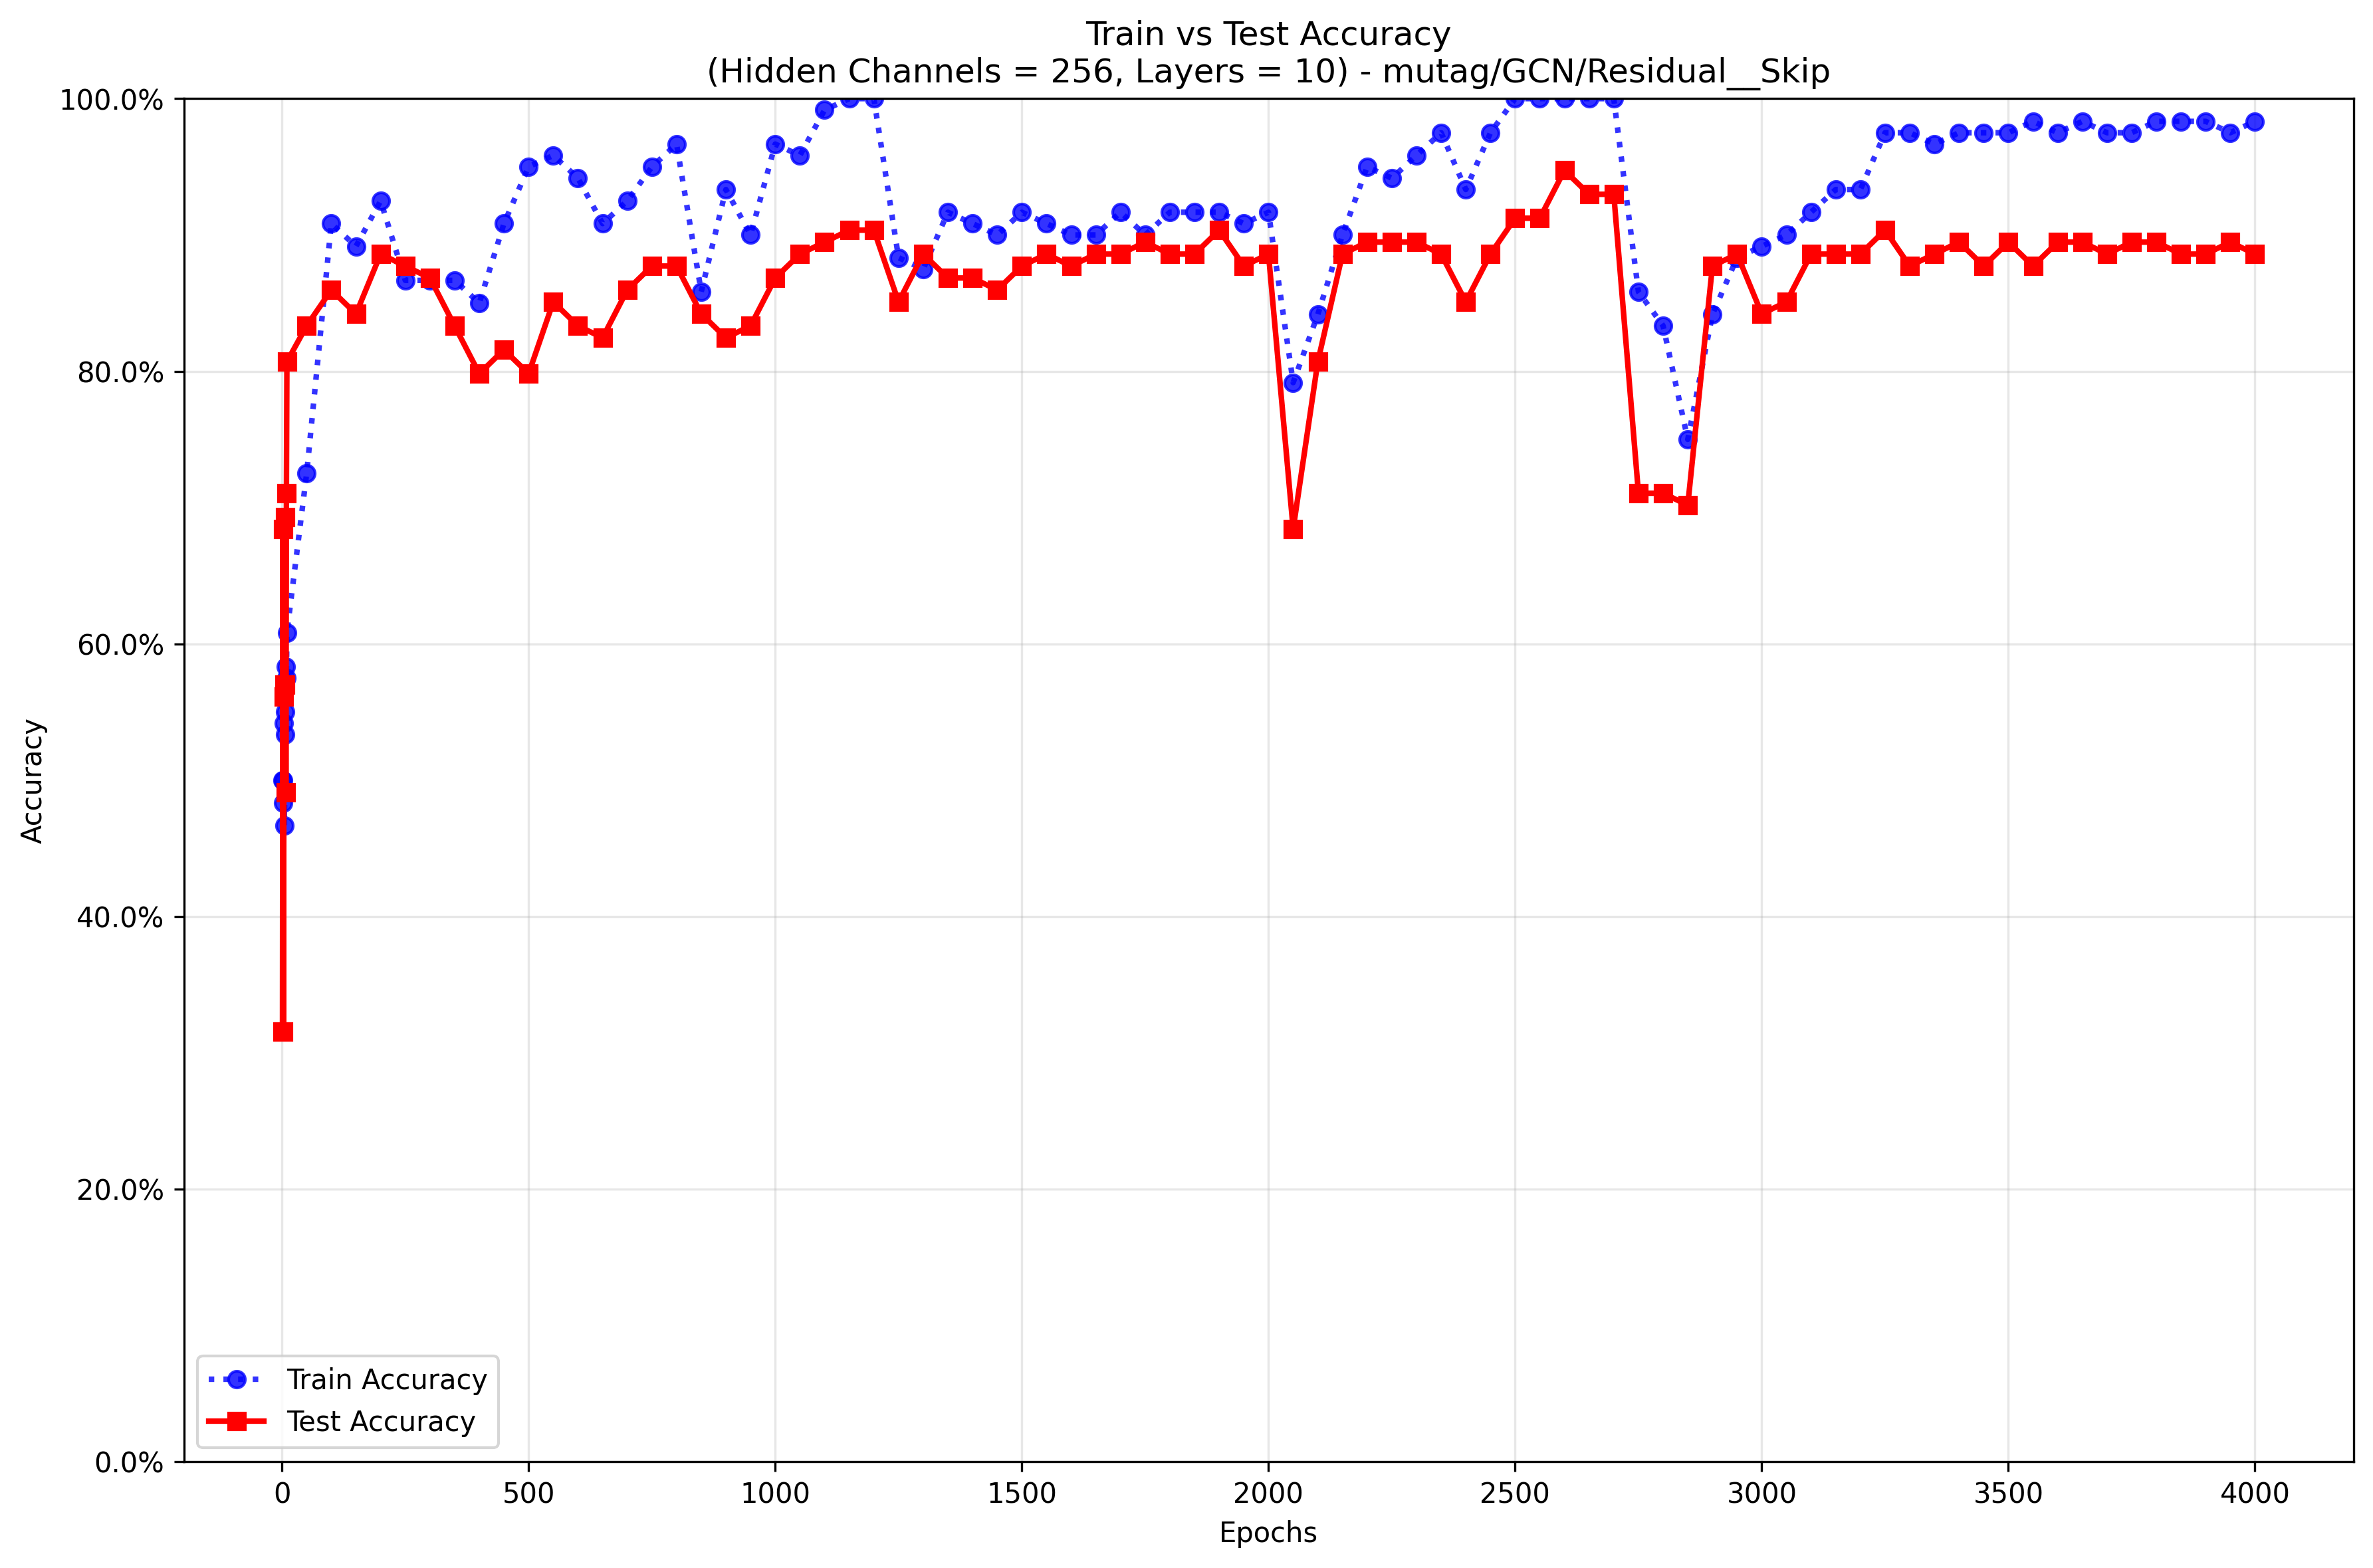 Train vs Test Accuracy
(Hidden Channels = 256, Layers = 10) - mutag/GCN/Residual__Skip
100.0%
80.0%
60.0%
40.0%
20.0%
0.0%
Accuracy
Train Accuracy
Test Accuracy
0 500 1000 1500 2000 2500 3000 3500 4000
Epochs